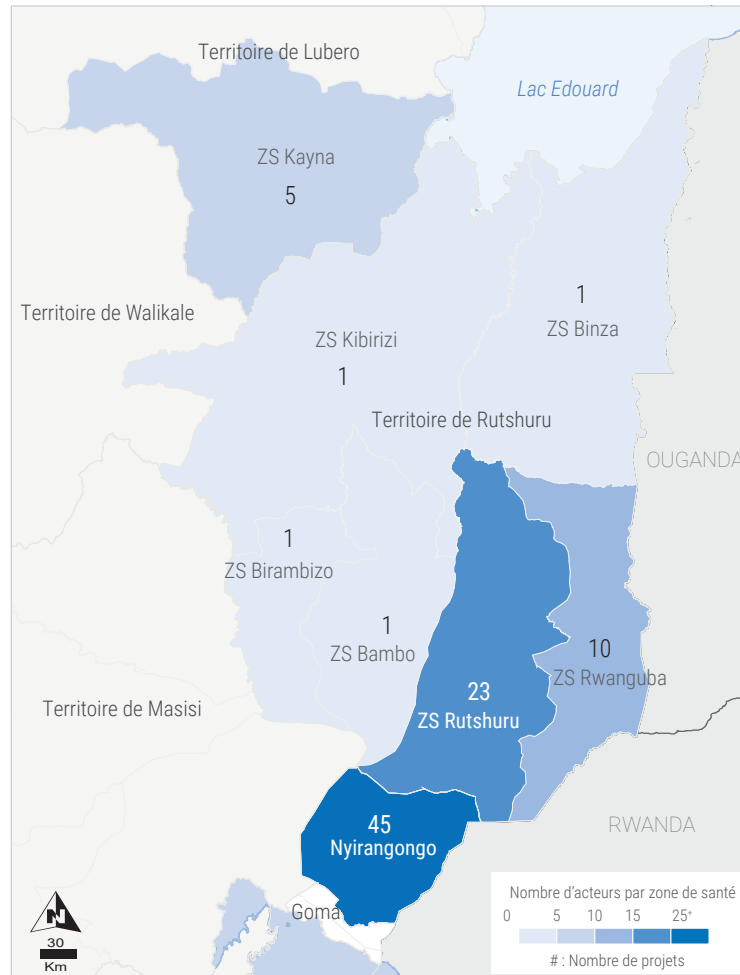 Territoire de Lubero
Lac Edouard
ZS Kayna
5
1
ZS Binza
Territoire de Walikale
ZS Kibirizi
1
Territoire de Rutshuru
OUGANDA
1
ZS Birambizo
1
ZS Bambo
10
ZS Rwanguba
23
ZS Rutshuru
Territoire de Masisi
45
Nyirangongo
RWANDA
Goma
N
30
Km
Nombre d'acteurs par zone de santé
0 5 10 15 25+
# : Nombre de projets